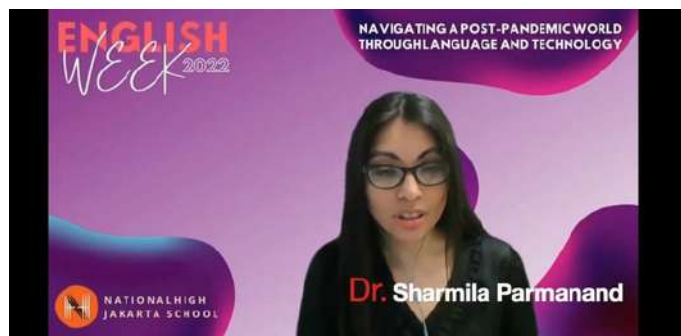 ENGLISH
WEEK 2022
NAVIGATING A POST-PANDEMIC WORLD
THROUGH LANGUAGE AND TECHNOLOGY
Dr. Sharmila Parmanand
NATIONALHIGH
JAKARTA SCHOOL